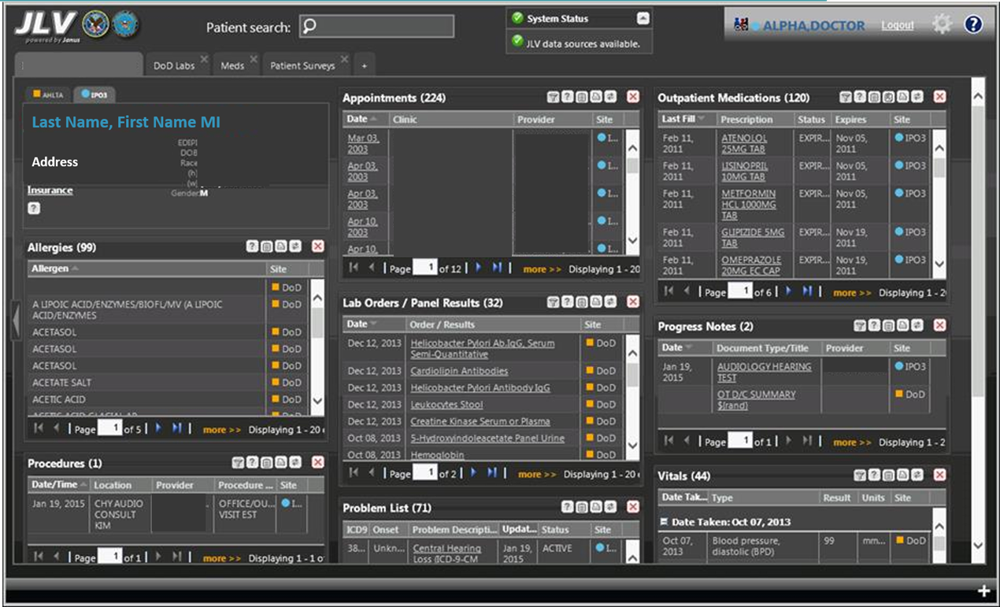 JLV
powered by Janus
Patient search:
System Status
JLV data sources available.
ALPHA,DOCTOR
Logout
DoD Labs
Meds
Patient Surveys
+
AHLTA
IPO3
Last Name, First Name MI
EDIPI
DOB
Address
Race
(h)
(w)
Insurance
Gender: M
Allergies (99)
Allergen Site
DoD
A LIPOIC ACID/ENZYMES/BIOFL/MV (A LIPOIC DoD
ACID/ENZYMES
ACETASOL DoD
ACETASOL DoD
ACETASOL DoD
ACETATE SALT DoD
ACETIC ACID DoD
ACETIC ACID GLACIAL AR
Page 1 of 5 more >> Displaying 1 - 20
Procedures (1)
Date/Time Location Provider Procedure ... Site
Jan 19, 2015 CHY AUDIO OFFICE/OU... I...
CONSULT VISIT EST
KIM
Page 1 of 1 more >> Displaying 1 - 1 o
Appointments (224)
Date Clinic Provider Site
Mar 03, I...
2003
Apr 03, I...
2003
Apr 03, I...
2003
Apr 10, I...
2003
Apr 10, I...
Page 1 of 12 more >> Displaying 1 - 20
Lab Orders / Panel Results (32)
Date Order / Results Site
Dec 12, 2013 Helicobacter Pylori Ab.IgG, Serum DoD
Semi-Quantitative
Dec 12, 2013 Cardiolipin Antibodies DoD
Dec 12, 2013 Helicobacter Pylori Antibody IgG DoD
Dec 12, 2013 Leukocytes Stool DoD
Dec 12, 2013 Creatine Kinase Serum or Plasma DoD
Oct 08, 2013 5-Hydroxyindoleacetate Panel Urine DoD
Oct 08, 2013 Hemoglobin DoD
Page 1 of 2 more >> Displaying 1 - 20
Problem List (71)
ICD9 Onset Problem Descripti... Updat... Status Site
38... Unkn... Central Hearing Jan 19, ACTIVE I...
Loss (ICD-9-CM 2015
Outpatient Medications (120)
Last Fill Prescription Status Expires Site
Feb 11, ATENOLOL EXPIR... Nov 05, IPO3
2011 25MG TAB 2011
Feb 11, LISINOPRIL EXPIR... Nov 05, IPO3
2011 10MG TAB 2011
Feb 11, METFORMIN EXPIR... Nov 05, IPO3
2011 HCL 1000MG 2011
TAB
Feb 11, GLIPIZIDE 5MG EXPIR... Nov 19, IPO3
2011 TAB 2011
Feb 11, OMEPRAZOLE EXPIR... Nov 19, IPO3
2011 20MG EC CAP 2011
Page 1 of 6 more >> Displaying 1 - 2
Progress Notes (2)
Date Document Type/Title Provider Site
Jan 19, AUDIOLOGY HEARING IPO3
2015 TEST
OT D/C SUMMARY DoD
$(rand)
Page 1 of 1 more >> Displaying 1 - 2
Vitals (44)
Date Tak... Type Result Units Site
Date Taken: Oct 07, 2013
Oct 07, Blood pressure, 99 mm... DoD
2013 diastolic (BPD)